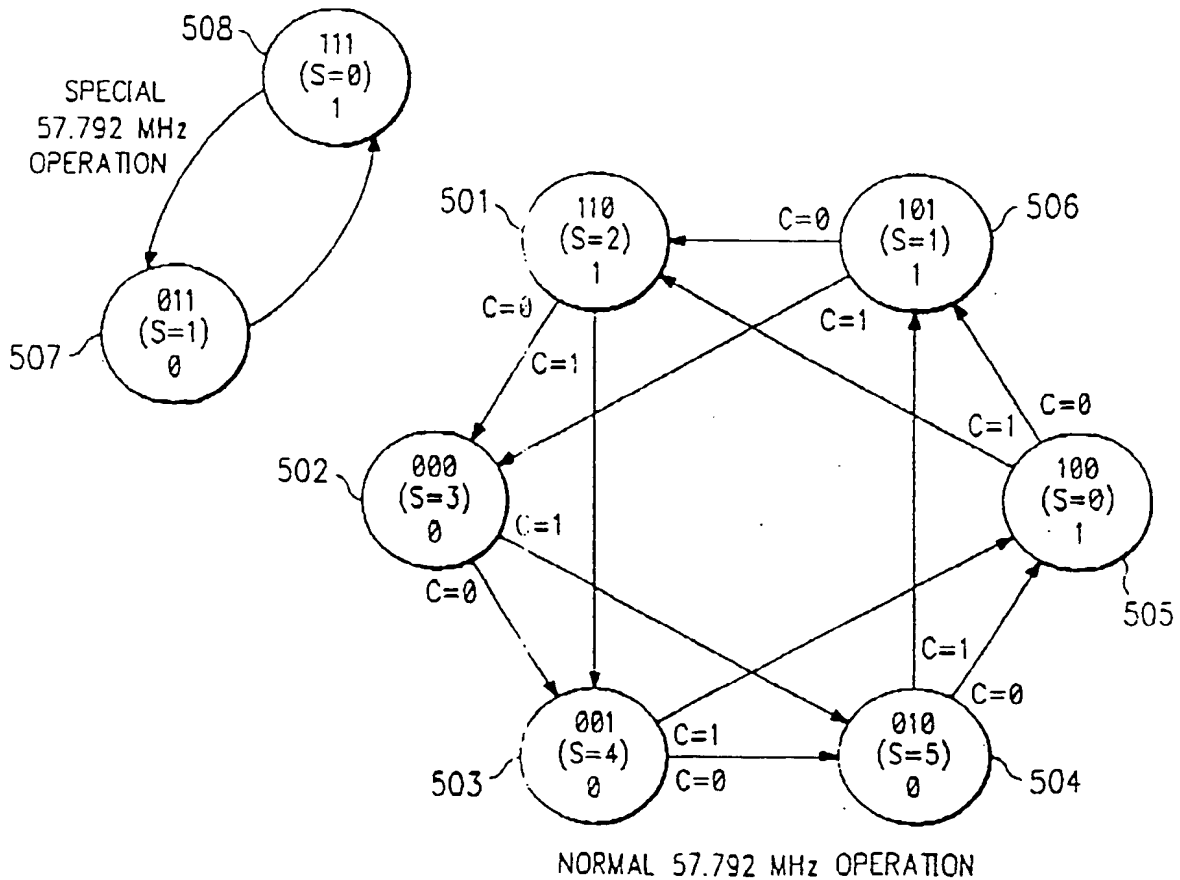 508
111
(S=0)
1
SPECIAL
57.792 MHz
OPERATION
507
011
(S=1)
0
501
110
(S=2)
1
C=0
101
(S=1)
1
506
C=0
C=1
C=1
502
000
(S=3)
0
C=1
C=0
C=0
C=1
100
(S=0)
1
505
503
001
(S=4)
0
C=1
C=0
C=1
C=0
010
(S=5)
0
504
NORMAL 57.792 MHz OPERATION